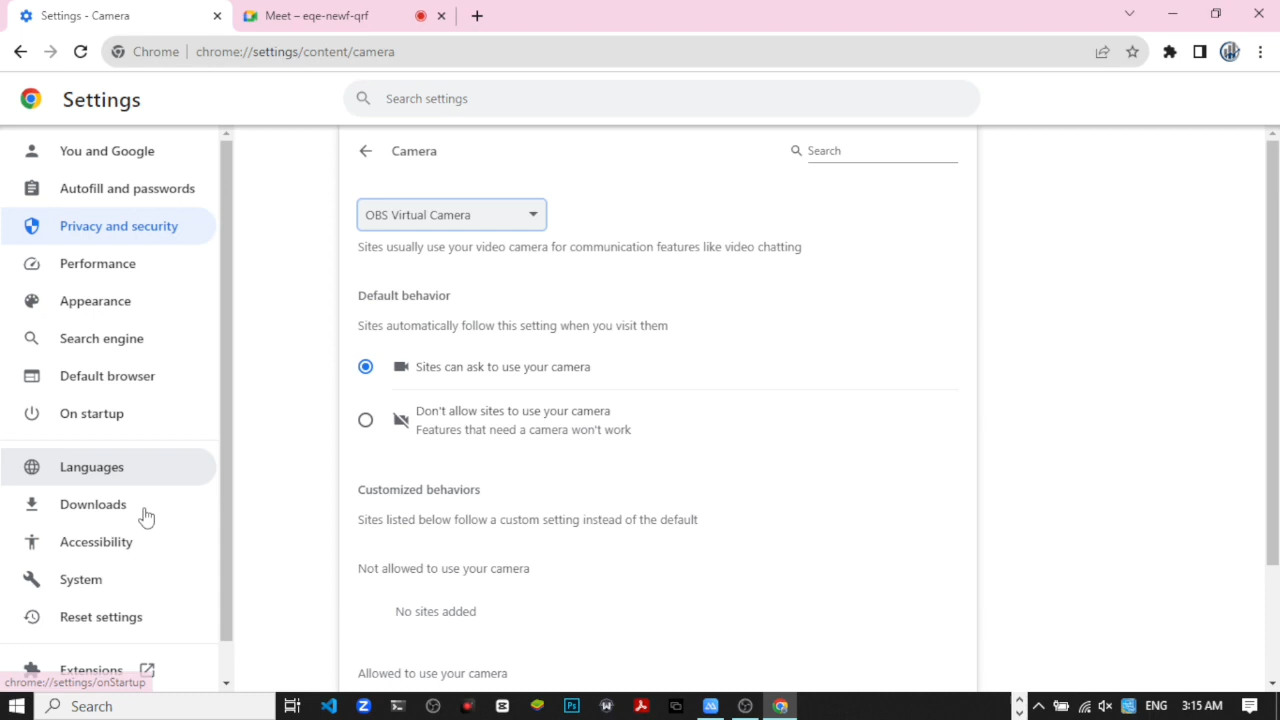 Settings - Camera
Meet – eqe-newf-qrf
Chrome
chrome://settings/content/camera
Settings
Search settings
You and Google
Autofill and passwords
Privacy and security
Performance
Appearance
Search engine
Default browser
On startup
Languages
Downloads
Accessibility
System
Reset settings
Extensions
chrome://settings/onStartup
Camera
Search
OBS Virtual Camera
Sites usually use your video camera for communication features like video chatting
Default behavior
Sites automatically follow this setting when you visit them
Sites can ask to use your camera
Don't allow sites to use your camera
Features that need a camera won't work
Customized behaviors
Sites listed below follow a custom setting instead of the default
Not allowed to use your camera
No sites added
Allowed to use your camera
Search
Ps
ENG
3:15 AM